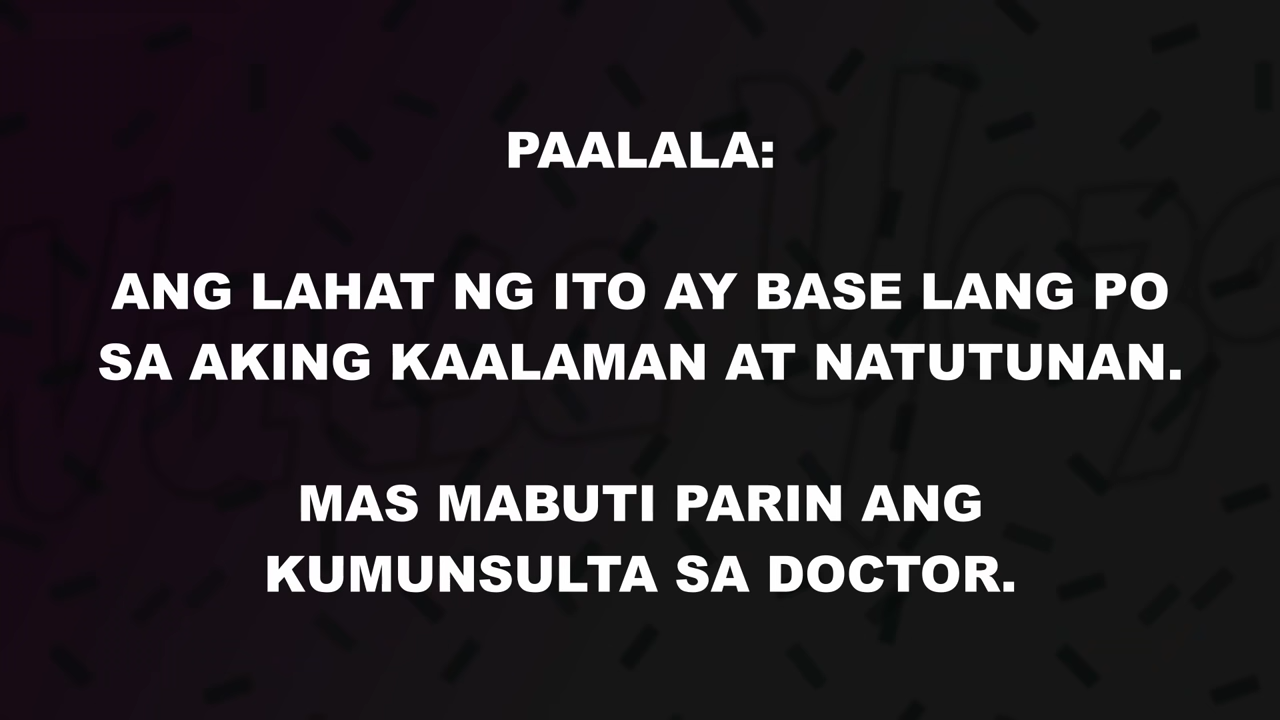 PAALALA:
ANG LAHAT NG ITO AY BASE LANG PO
SA AKING KAALAMAN AT NATUTUNAN.
MAS MABUTI PARIN ANG
KUMUNSULTA SA DOCTOR.